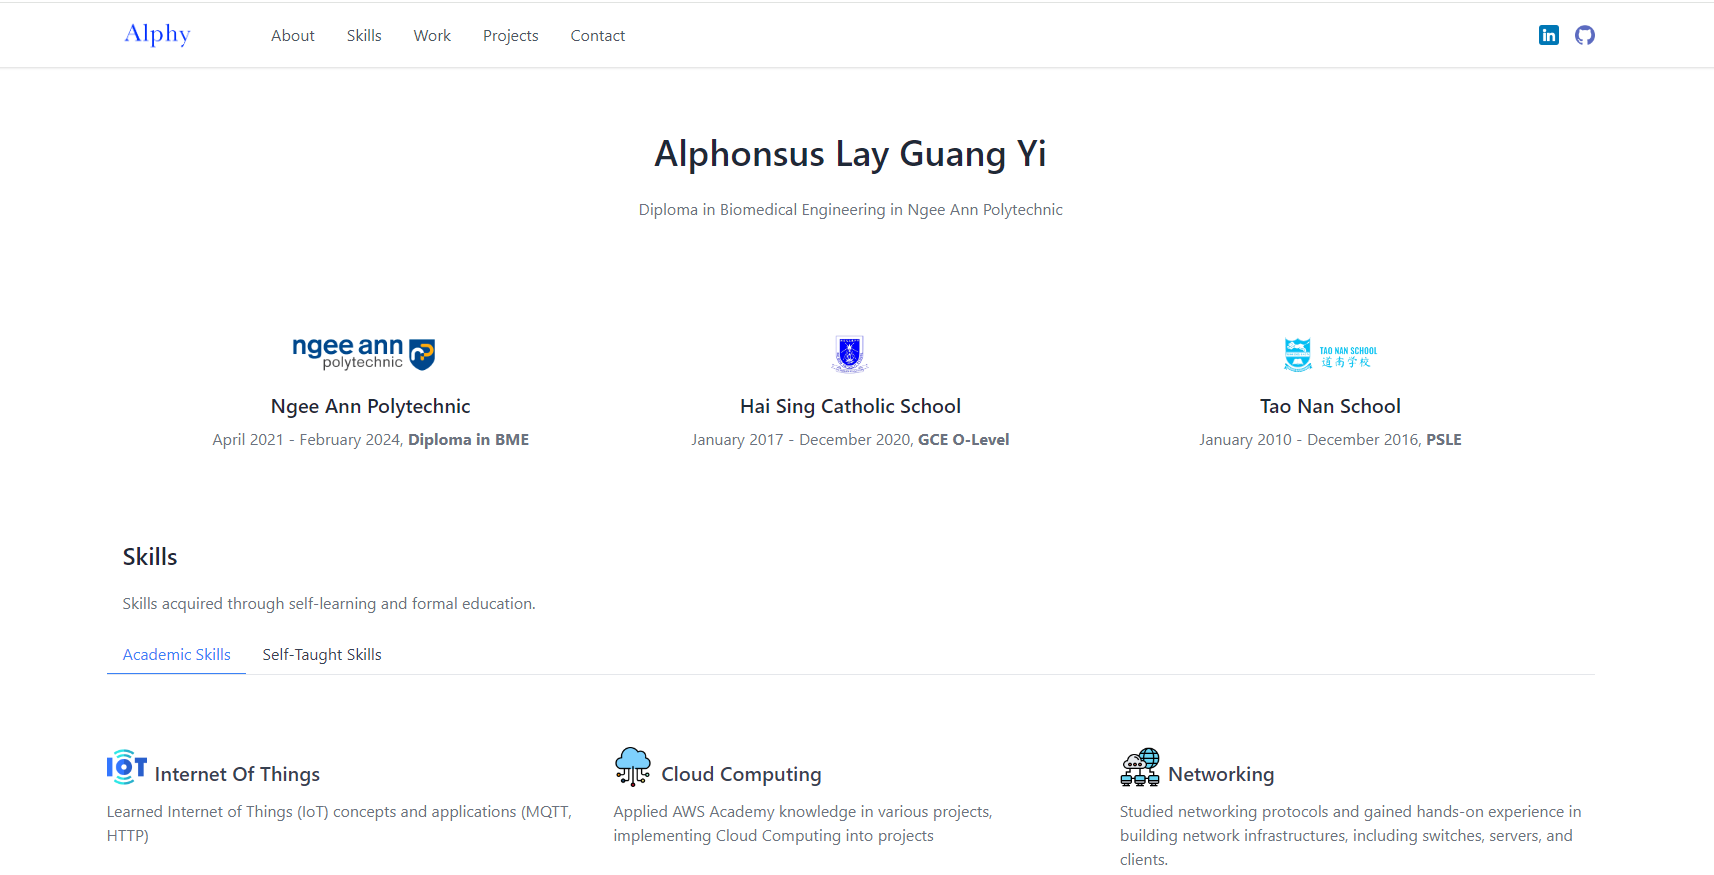 Alphy
About Skills Work Projects Contact
in
Alphonsus Lay Guang Yi
Diploma in Biomedical Engineering in Ngee Ann Polytechnic
ngee ann
polytechnic
Ngee Ann Polytechnic
April 2021 - February 2024, Diploma in BME
Hai Sing Catholic School
January 2017 - December 2020, GCE O-Level
TAO NAN SCHOOL
道南学校
Tao Nan School
January 2010 - December 2016, PSLE
Skills
Skills acquired through self-learning and formal education.
Academic Skills Self-Taught Skills
IoT
Internet Of Things
Learned Internet of Things (IoT) concepts and applications (MQTT,
HTTP)
Cloud Computing
Applied AWS Academy knowledge in various projects,
implementing Cloud Computing into projects
Networking
Studied networking protocols and gained hands-on experience in
building network infrastructures, including switches, servers, and
clients.